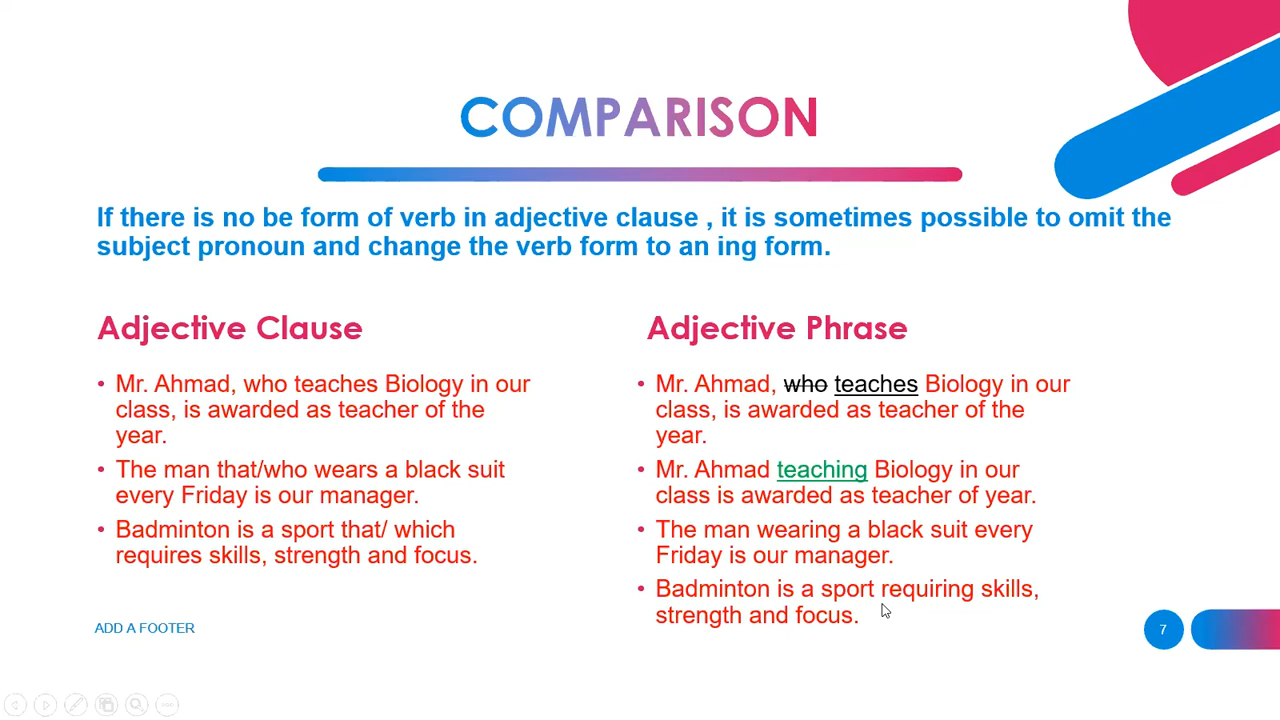 COMPARISON
If there is no be form of verb in adjective clause , it is sometimes possible to omit the
subject pronoun and change the verb form to an ing form.
Adjective Clause
• Mr. Ahmad, who teaches Biology in our
class, is awarded as teacher of the
year.
• The man that/who wears a black suit
every Friday is our manager.
• Badminton is a sport that/ which
requires skills, strength and focus.
Adjective Phrase
• Mr. Ahmad, who teaches Biology in our
class, is awarded as teacher of the
year.
• Mr. Ahmad teaching Biology in our
class is awarded as teacher of year.
• The man wearing a black suit every
Friday is our manager.
• Badminton is a sport requiring skills,
strength and focus.
ADD A FOOTER
7